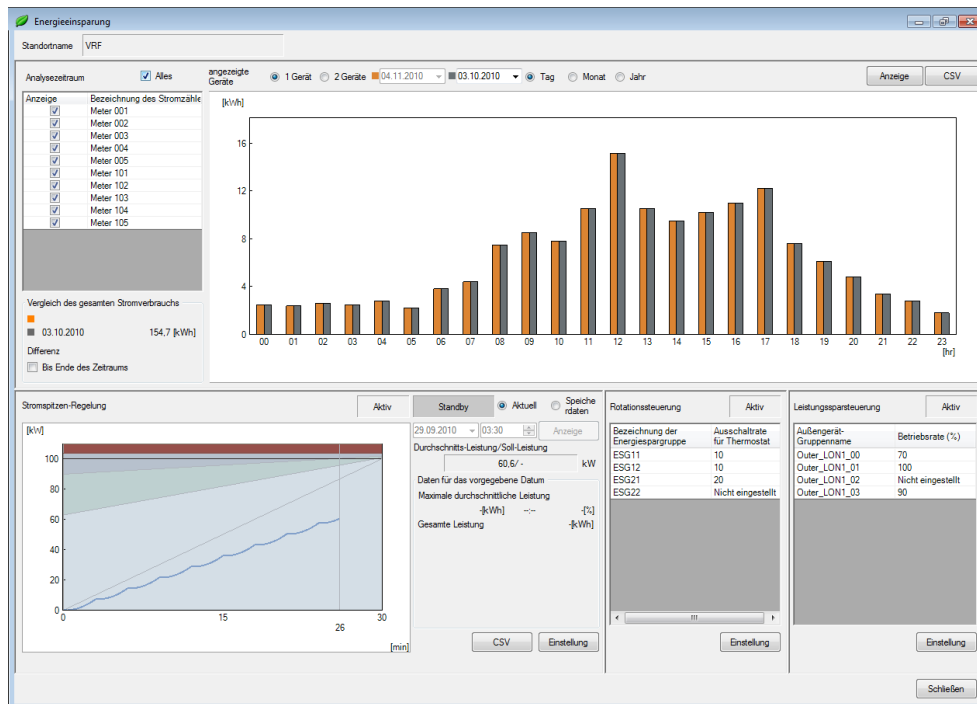 Energieeinsparung
Standortname VRF
Analysezeitraum Alles
angezeigte Geräte 1 Gerät 2 Geräte 04.11.2010 03.10.2010 Tag Monat Jahr Anzeige CSV
Anzeige Bezeichnung des Stromzähle
Meter 001
Meter 002
Meter 003
Meter 004
Meter 005
Meter 101
Meter 102
Meter 103
Meter 104
Meter 105
Vergleich des gesamten Stromverbrauchs
03.10.2010 154,7 [kWh]
Differenz
Bis Ende des Zeitraums
[kWh]
16
12
8
4
0
00 01 02 03 04 05 06 07 08 09 10 11 12 13 14 15 16 17 18 19 20 21 22 23
[hr]
Stromspitzen-Regelung Aktiv
[kW]
100
80
60
40
20
0
0 15 30
26
[min]
Standby Aktuell Speiche
rdaten
29.09.2010 03:30 Anzeige
Durchschnitts-Leistung/Soll-Leistung
60,6/ - kW
Daten für das vorgegebene Datum
Maximale durchschnittliche Leistung
-[kWh] --:-- -[%]
Gesamte Leistung -[kWh]
CSV Einstellung
Rotationssteuerung Aktiv
Bezeichnung der Energiespargruppe Ausschaltrate für Thermostat
ESG11 10
ESG12 10
ESG21 20
ESG22 Nicht eingestellt
Einstellung
Leistungssparsteuerung Aktiv
Außengerät-Gruppenname Betriebsrate (%)
Outer_LON1_00 70
Outer_LON1_01 100
Outer_LON1_02 Nicht eingestellt
Outer_LON1_03 90
Einstellung
Schließen